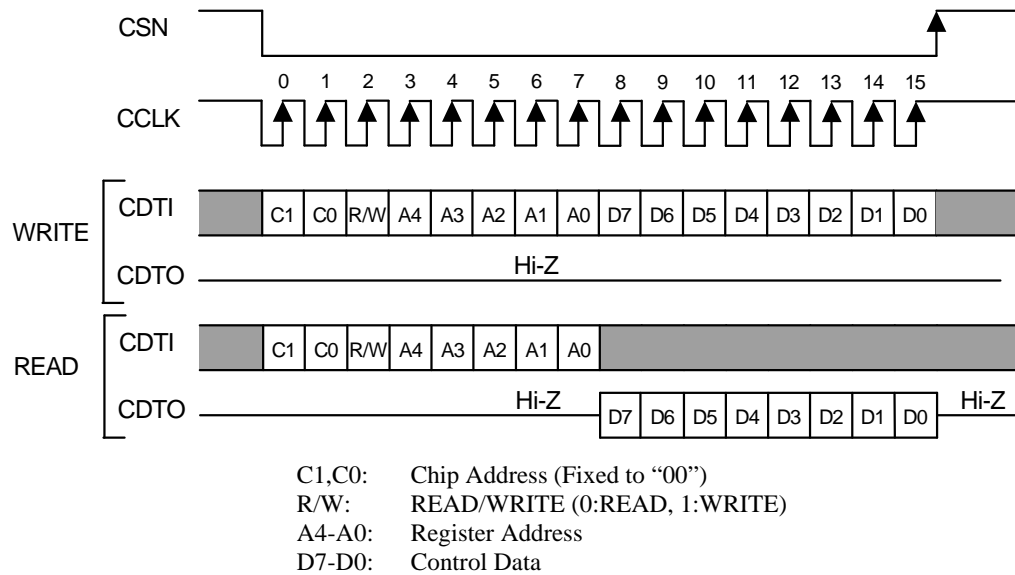 CSN
0 1 2 3 4 5 6 7 8 9 10 11 12 13 14 15
CCLK
WRITE
CDTI C1 C0 R/W A4 A3 A2 A1 A0 D7 D6 D5 D4 D3 D2 D1 D0
CDTO Hi-Z
READ
CDTI C1 C0 R/W A4 A3 A2 A1 A0
CDTO Hi-Z D7 D6 D5 D4 D3 D2 D1 D0 Hi-Z
C1,C0: Chip Address (Fixed to “00”)
R/W: READ/WRITE (0:READ, 1:WRITE)
A4-A0: Register Address
D7-D0: Control Data